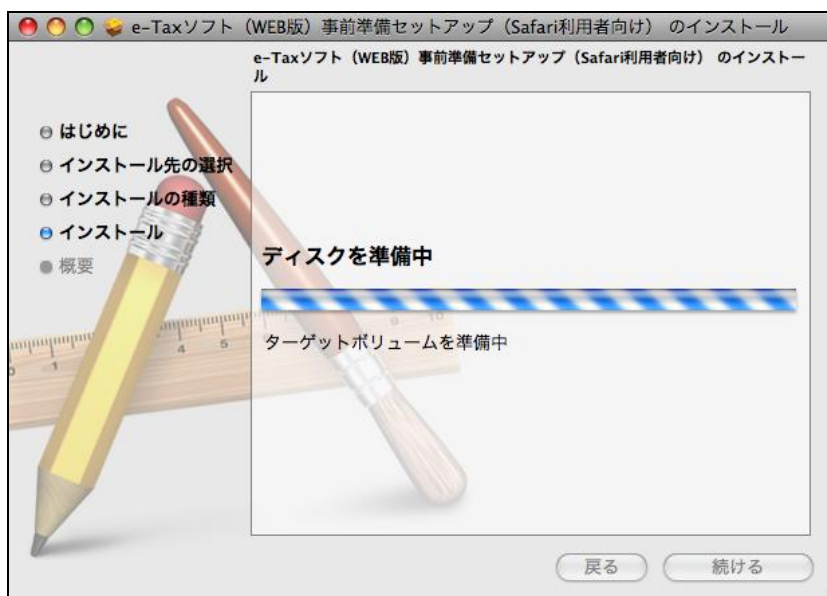 e-Taxソフト（WEB版）事前準備セットアップ（Safari利用者向け） のインストール
e-Taxソフト（WEB版）事前準備セットアップ（Safari利用者向け） のインストー
ル
はじめに
インストール先の選択
インストールの種類
インストール
概要
ディスクを準備中
ターゲットボリュームを準備中
1 4 5 9 10
戻る 続ける